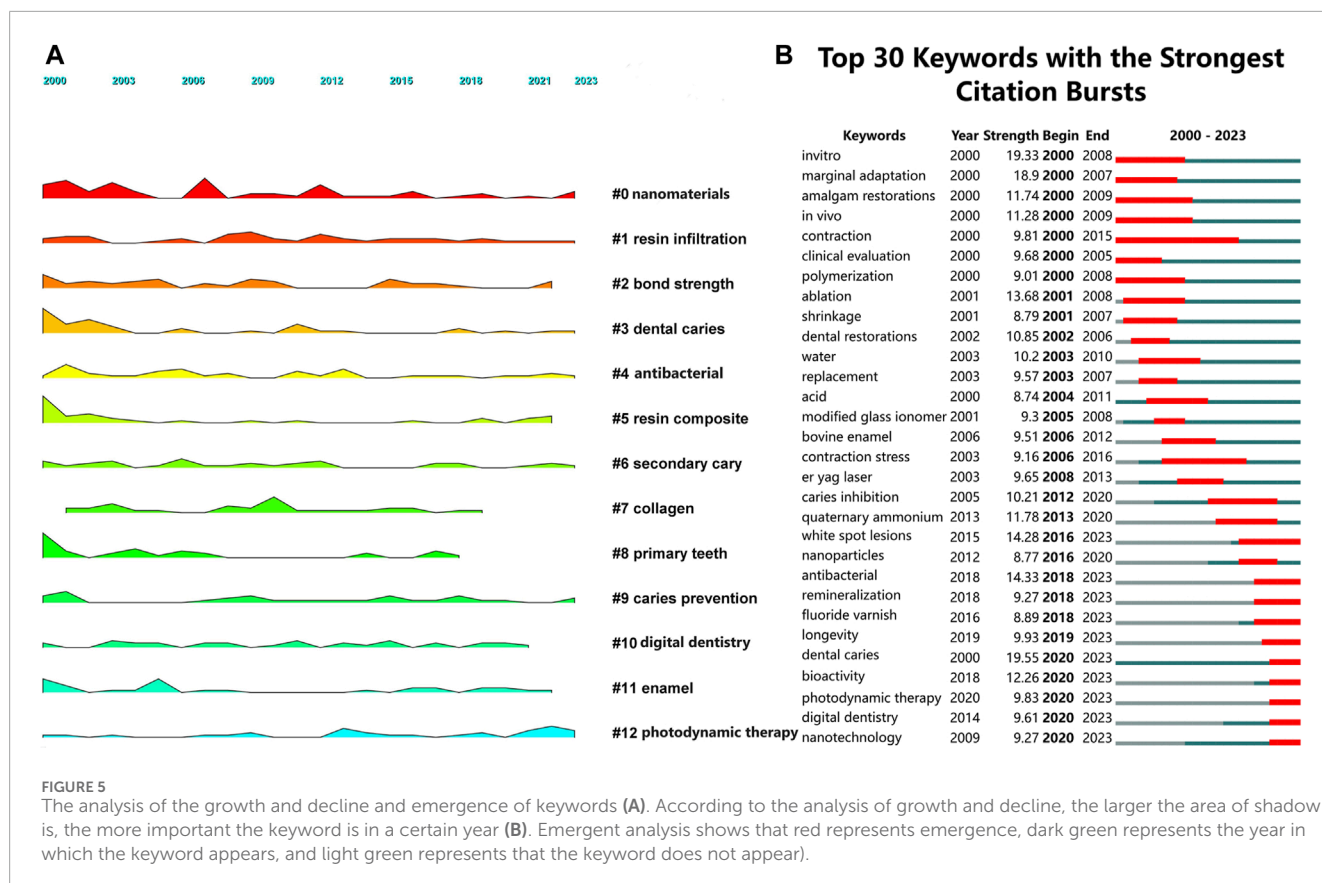 A
2000 2003 2006 2009 2012 2015 2018 2021 2023
#0 nanomaterials
#1 resin infiltration
#2 bond strength
#3 dental caries
#4 antibacterial
#5 resin composite
#6 secondary cary
#7 collagen
#8 primary teeth
#9 caries prevention
#10 digital dentistry
#11 enamel
#12 photodynamic therapy
B
Top 30 Keywords with the Strongest
Citation Bursts
Keywords Year Strength Begin End 2000 - 2023
invitro 2000 19.33 2000 2008
marginal adaptation 2000 18.9 2000 2007
amalgam restorations 2000 11.74 2000 2009
in vivo 2000 11.28 2000 2009
contraction 2000 9.81 2000 2015
clinical evaluation 2000 9.68 2000 2005
polymerization 2000 9.01 2000 2008
ablation 2001 13.68 2001 2008
shrinkage 2001 8.79 2001 2007
dental restorations 2002 10.85 2002 2006
water 2003 10.2 2003 2010
replacement 2003 9.57 2003 2007
acid 2000 8.74 2004 2011
modified glass ionomer 2001 9.3 2005 2008
bovine enamel 2006 9.51 2006 2012
contraction stress 2003 9.16 2006 2016
er yag laser 2003 9.65 2008 2013
caries inhibition 2005 10.21 2012 2020
quaternary ammonium 2013 11.78 2013 2020
white spot lesions 2015 14.28 2016 2023
nanoparticles 2012 8.77 2016 2020
antibacterial 2018 14.33 2018 2023
remineralization 2018 9.27 2018 2023
fluoride varnish 2016 8.89 2018 2023
longevity 2019 9.93 2019 2023
dental caries 2000 19.55 2020 2023
bioactivity 2018 12.26 2020 2023
photodynamic therapy 2020 9.83 2020 2023
digital dentistry 2014 9.61 2020 2023
nanotechnology 2009 9.27 2020 2023
FIGURE 5
The analysis of the growth and decline and emergence of keywords (A). According to the analysis of growth and decline, the larger the area of shadow
is, the more important the keyword is in a certain year (B). Emergent analysis shows that red represents emergence, dark green represents the year in
which the keyword appears, and light green represents that the keyword does not appear).